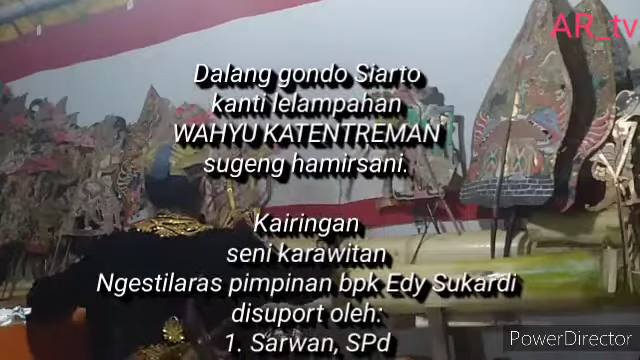 AR_tv
Dalang gondo Siarto
kanti lelampahan
WAHYU KATENTREMAN
sugeng hamirsani.
Kairingan
seni karawitan
Ngestilaras pimpinan bpk Edy Sukardi
disuport oleh:
1. Sarwan, SPd
PowerDirector